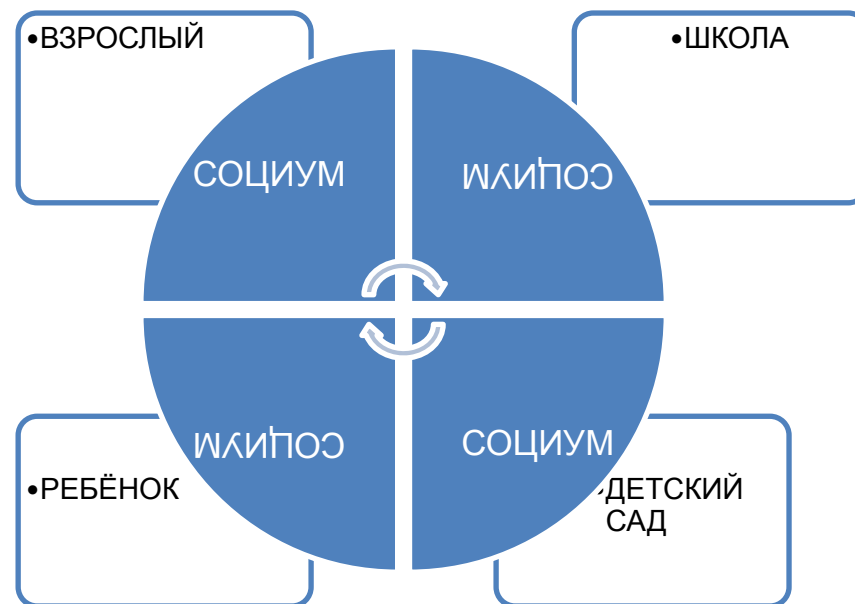 •ВЗРОСЛЫЙ
•ШКОЛА
СОЦИУМ
СОЦИУМ
СОЦИУМ
СОЦИУМ
•РЕБЁНОК
•ДЕТСКИЙ
САД